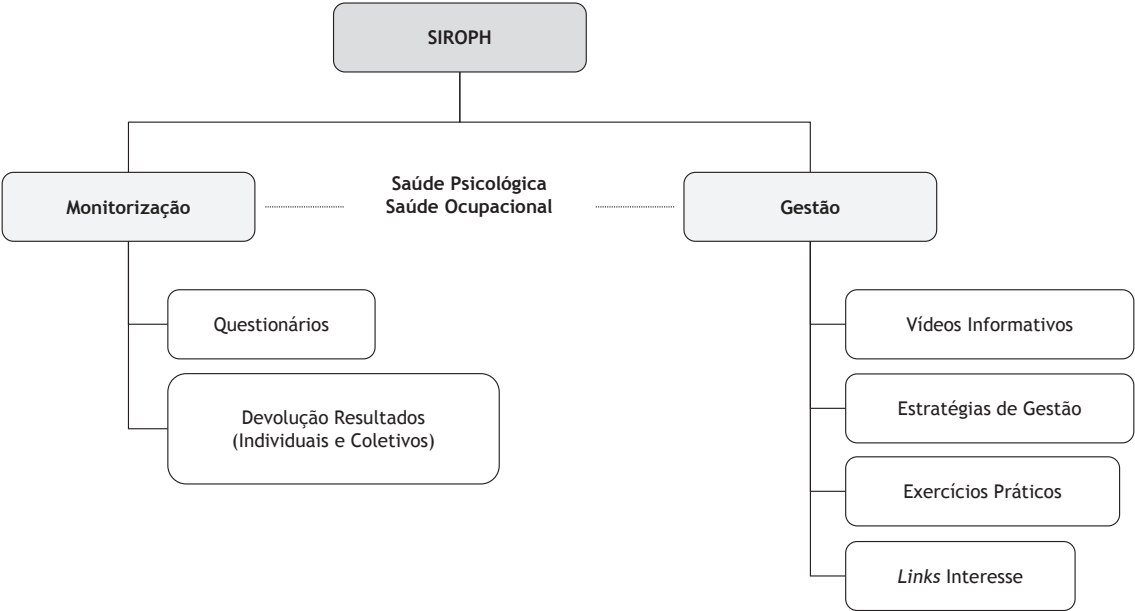 SIROPH
Monitorização
Saúde Psicológica
Saúde Ocupacional
Gestão
Questionários
Devolução Resultados
(Individuais e Coletivos)
Vídeos Informativos
Estratégias de Gestão
Exercícios Práticos
Links Interesse